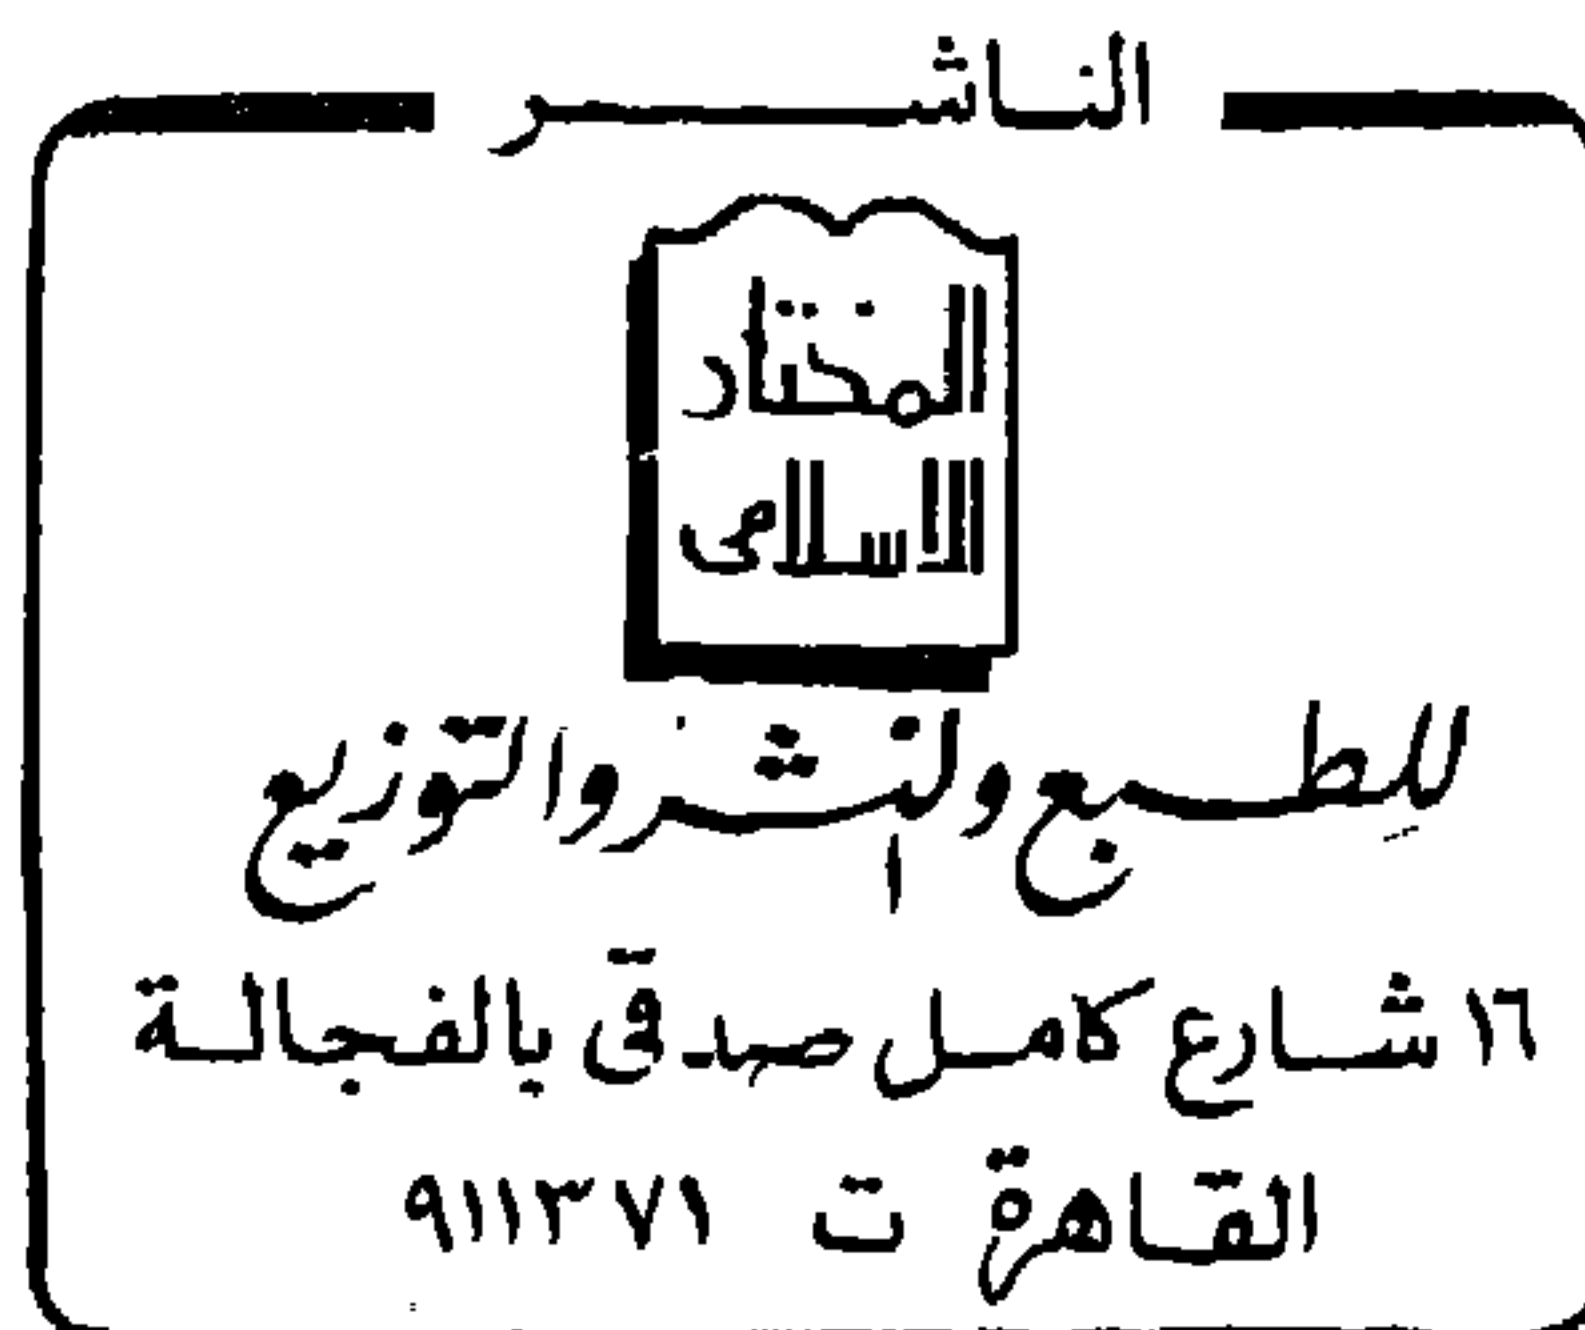 الناشر
المختار
الاسلامى
للطبع والنشر والتوزيع
١٦ شارع كامل صدقى بالفجالة
القاهرة ت ٩١١٣٧١